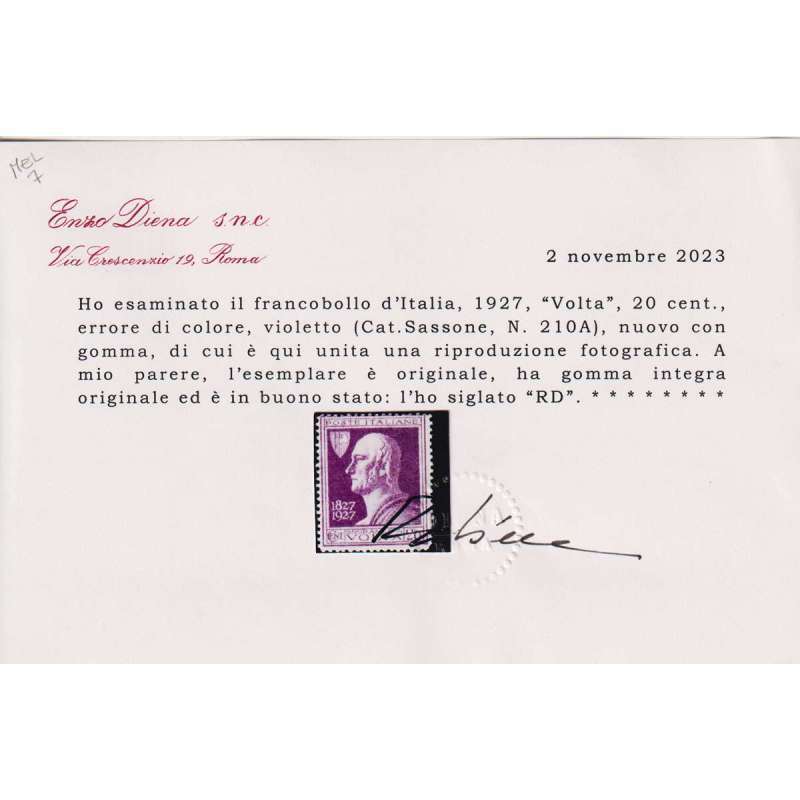 MEL
7
Enzo Diena s.n.c.
Via Crescenzio 19, Roma
2 novembre 2023
Ho esaminato il francobollo d'Italia, 1927, “Volta”, 20 cent.,
errore di colore, violetto (Cat.Sassone, N. 210A), nuovo con
gomma, di cui è qui unita una riproduzione fotografica. A
mio parere, l'esemplare è originale, ha gomma integra
originale ed è in buono stato: l'ho siglato “RD”. * * * * * * * *
POSTE ITALIANE
1827
1927